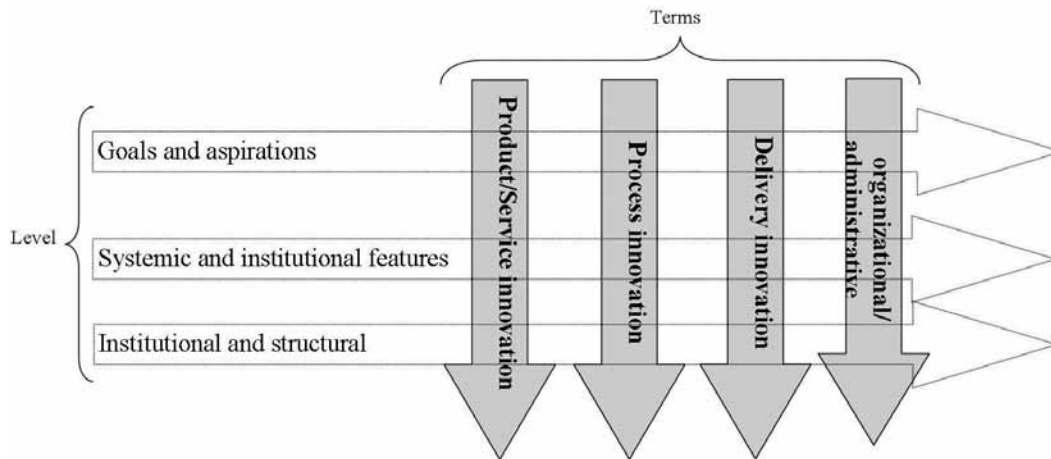 Terms
Level
Goals and aspirations
Systemic and institutional features
Institutional and structural
Product/Service innovation
Process innovation
Delivery innovation
organizational/
administrative